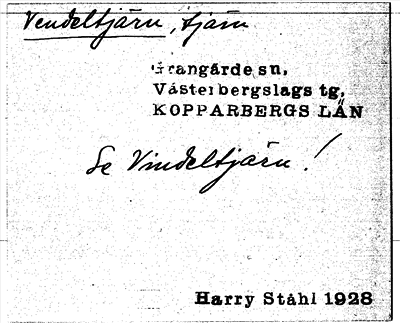 Vendeltjärn, tjärn
Grangärde sn,
Västerbergslags tg,
KOPPARBERGS LÄN
Se Vindeltjärn!
Harry Ståhl 1928